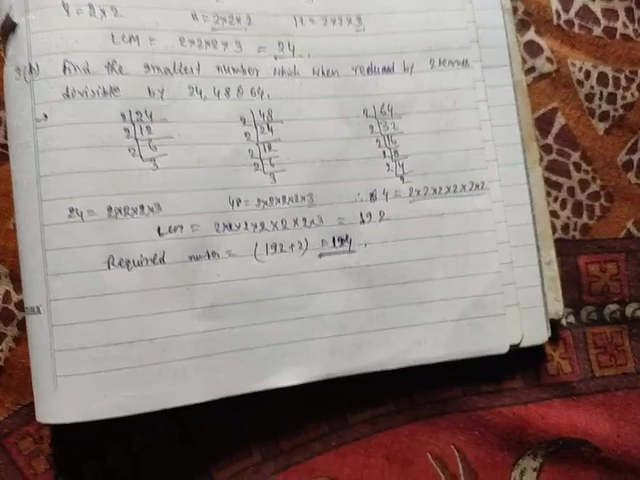 4 = 2×2 8 = 2×2×2 12 = 2×2×3
LCM = 2×2×2×3 = 24
3(b) Find the smallest number which when reduced by 2
divisible by 24, 48 & 64.
2 24 2 48 2 64
2 12 2 24 2 32
2 6 2 12 2 16
3 2 6 2 8
3 2 4
2
24 = 2×2×2×3 48 = 2×2×2×2×3 ∴ 64 = 2×2×2×2×2×2
LCM = 2×2×2×2×2×2×3 = 192
Required number = (192+2) = 194.